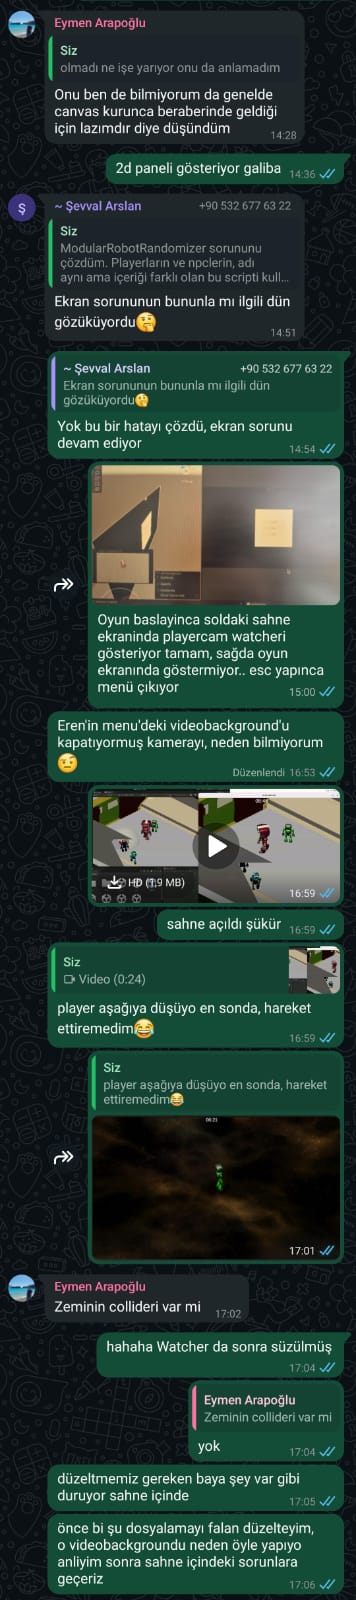 Eymen Arapoğlu
Siz
olmadı ne işe yarıyor onu da anlamadım
Onu ben de bilmiyorum da genelde
canvas kurunca beraberinde geldiği
için lazımdır diye düşündüm
14:28
2d paneli gösteriyor galiba
14:36
Ş
~ Şevval Arslan
+90 532 677 63 22
Siz
ModularRobotRandomizer sorununu
çözdüm. Playerların ve npclerin, adı
aynı ama içeriği farklı olan bu scripti kull...
Ekran sorununun bununla mı ilgili dün
gözüküyordu🤔
14:51
~ Şevval Arslan
+90 532 677 63 22
Ekran sorununun bununla mı ilgili dün
gözüküyordu🤔
Yok bu bir hatayı çözdü, ekran sorunu
devam ediyor
14:54
Oyun baslayinca soldaki sahne
ekraninda playercam watcheri
gösteriyor tamam, sağda oyun
ekranında göstermiyor.. esc yapınca
menü çıkıyor
15:00
Eren'in menu'deki videobackground'u
kapatıyormuş kamerayı, neden bilmiyorum
🤨
Düzenlendi 16:53
HD (1,9 MB)
16:59
sahne açıldı şükür
16:59
Siz
Video (0:24)
player aşağıya düşüyo en sonda, hareket
ettiremedim😂
16:59
Siz
player aşağıya düşüyo en sonda, hareket
ettiremedim😂
17:01
Eymen Arapoğlu
Zeminin collideri var mi
17:02
hahaha Watcher da sonra süzülmüş
17:04
Eymen Arapoğlu
Zeminin collideri var mi
yok
17:04
düzeltmemiz gereken baya şey var gibi
duruyor sahne içinde
17:05
önce bi şu dosyalamayı falan düzelteyim,
o videobackgroundu neden öyle yapıyo
anliyim sonra sahne içindeki sorunlara
geçeriz
17:06